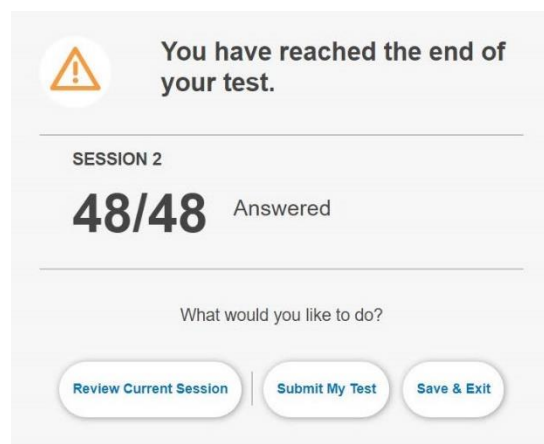 You have reached the end of
your test.
SESSION 2
48/48 Answered
What would you like to do?
Review Current Session
Submit My Test
Save & Exit